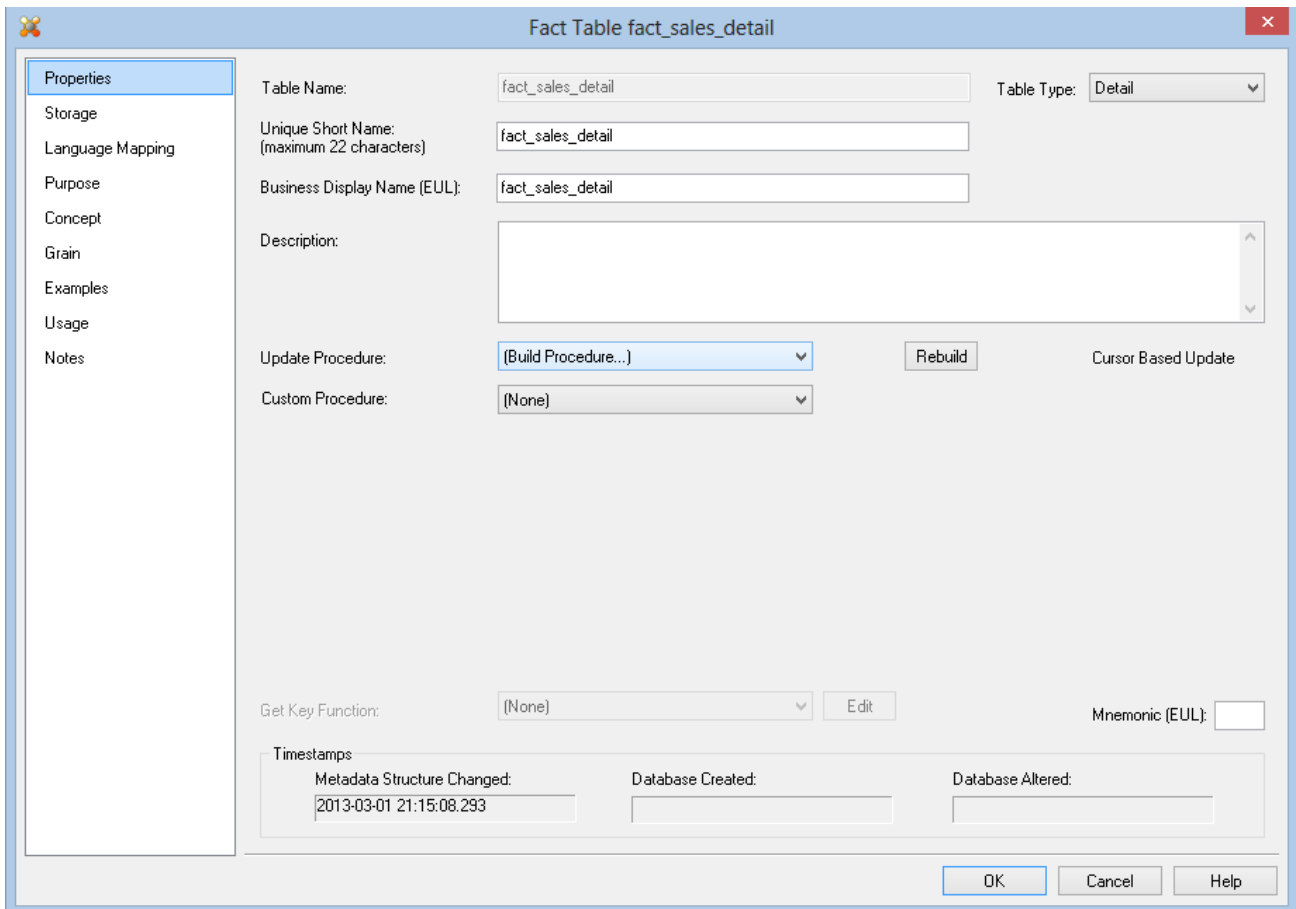 Fact Table fact_sales_detail
Properties
Storage
Language Mapping
Purpose
Concept
Grain
Examples
Usage
Notes
Table Name: fact_sales_detail Table Type: Detail
Unique Short Name:
(maximum 22 characters) fact_sales_detail
Business Display Name (EUL): fact_sales_detail
Description:
Update Procedure: (Build Procedure...) Rebuild Cursor Based Update
Custom Procedure: (None)
Get Key Function: (None) Edit Mnemonic (EUL):
Timestamps
Metadata Structure Changed: Database Created: Database Altered:
2013-03-01 21:15:08.293
OK Cancel Help